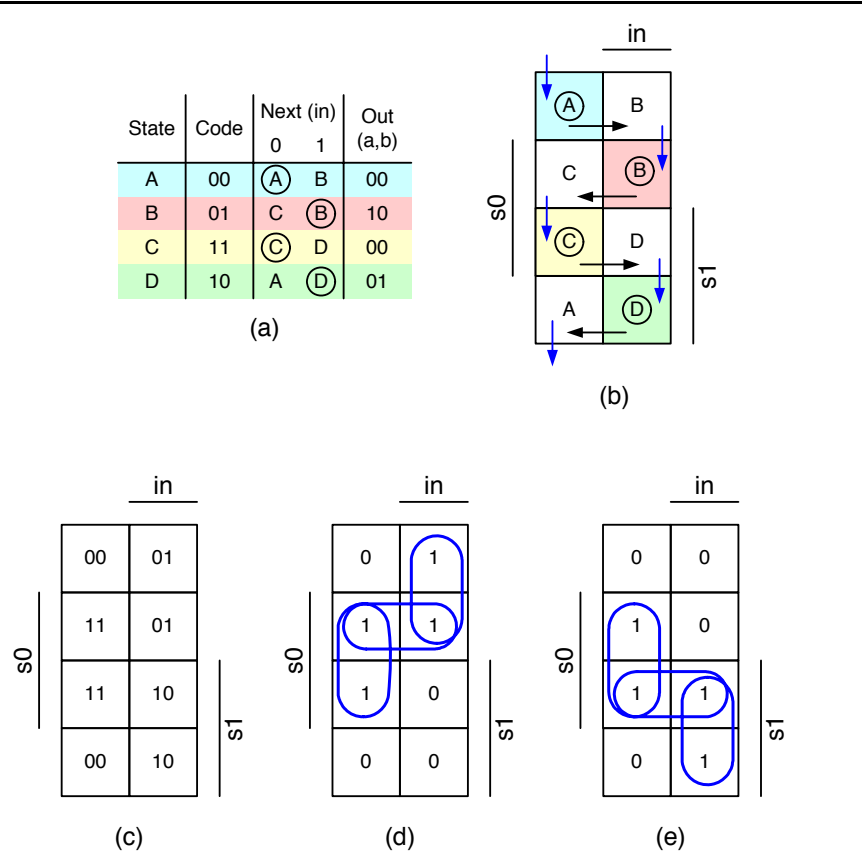 Next (in)
State Code 0 1 Out
(a,b)
A 00 A B 00
B 01 C B 10
C 11 C D 00
D 10 A D 01
(a)
in
A B
C B
s0
C D
s1
A D
(b)
in
00 01
11 01
s0
11 10
s1
00 10
(c)
in
0 1
1 1
s0
1 0
s1
0 0
(d)
in
0 0
1 0
s0
1 1
s1
0 1
(e)